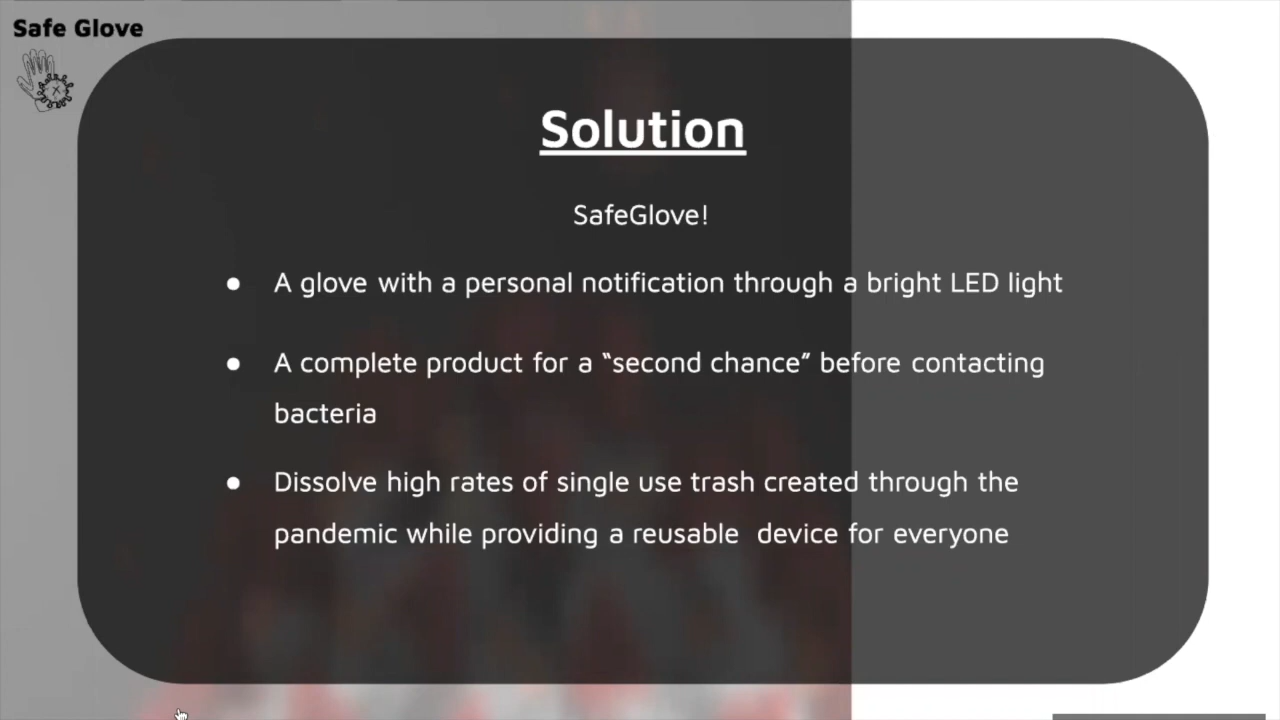 Safe Glove
Solution
SafeGlove!
● A glove with a personal notification through a bright LED light
● A complete product for a “second chance” before contacting
bacteria
● Dissolve high rates of single use trash created through the
pandemic while providing a reusable device for everyone